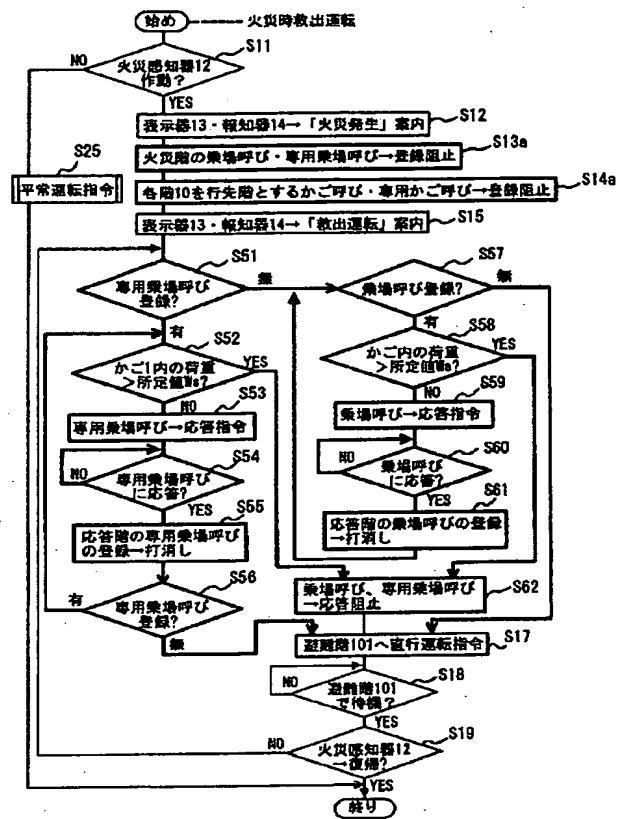 始め
火災時救出運転
S11
火災感知器12
作動?
NO
YES
S12
表示器13・報知器14→「火災発生」案内
S13a
火災階の乗場呼び・専用乗場呼び→登録阻止
S25
平常運転指令
S14a
各階10を行先階とするかご呼び・専用かご呼び→登録阻止
S15
表示器13・報知器14→「救出運転」案内
S51
専用乗場呼び
登録?
無
有
S57
乗場呼び登録?
無
有
S52
かご1内の荷重
>所定値Ws?
YES
NO
S58
かご内の荷重
>所定値Ws?
YES
NO
S53
専用乗場呼び→応答指令
S59
乗場呼び→応答指令
S54
専用乗場呼び
に応答?
NO
YES
S60
乗場呼び
に応答?
NO
YES
S55
応答階の専用乗場呼び
の登録→打消し
S61
応答階の乗場呼びの登録
→打消し
S56
専用乗場呼び
登録?
有
無
S62
乗場呼び、専用乗場呼び
→応答阻止
S17
避難階101へ直行運転指令
S18
避難階101
で待機?
NO
YES
S19
火災感知器12
→復帰?
NO
YES
終り